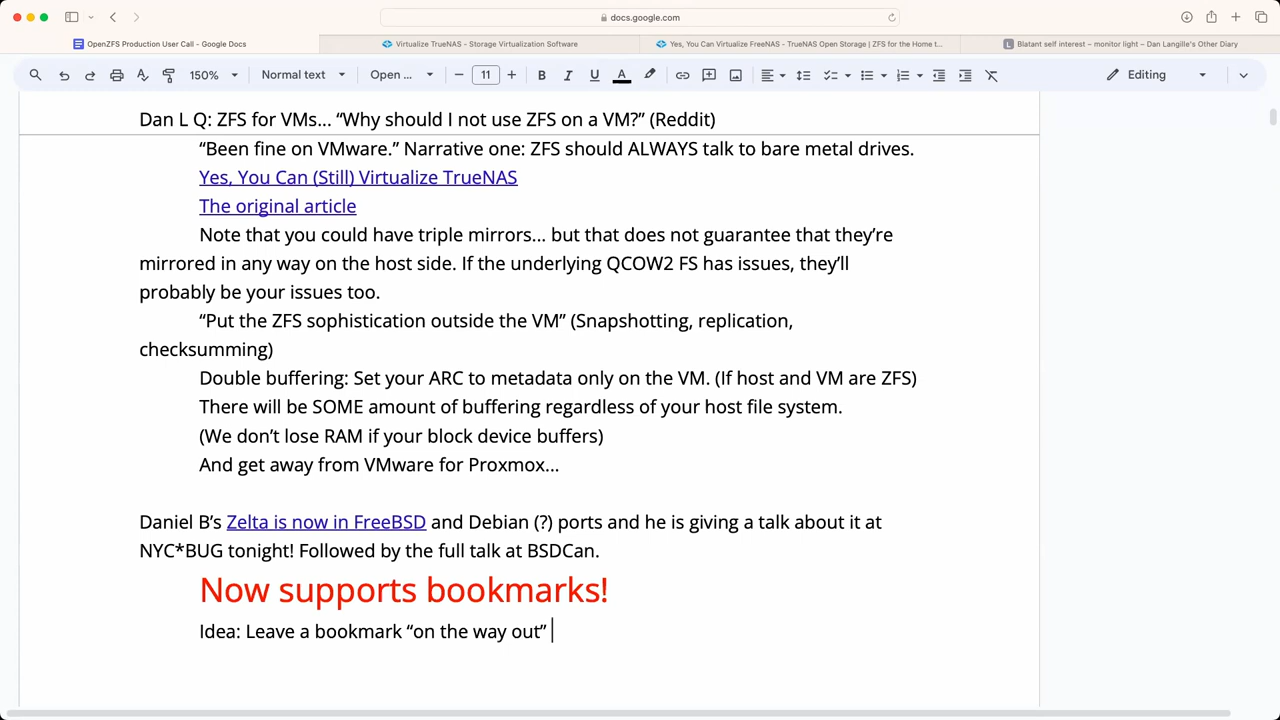 docs.google.com
OpenZFS Production User Call - Google Docs
Virtualize TrueNAS - Storage Virtualization Software
Yes, You Can Virtualize FreeNAS - TrueNAS Open Storage | ZFS for the Home t...
L
Blatant self interest – monitor light – Dan Langille's Other Diary
150%
Normal text
Open ...
11
B
I
U
A
Editing
Dan L Q: ZFS for VMs... “Why should I not use ZFS on a VM?” (Reddit)
“Been fine on VMware.” Narrative one: ZFS should ALWAYS talk to bare metal drives.
Yes, You Can (Still) Virtualize TrueNAS
The original article
Note that you could have triple mirrors... but that does not guarantee that they’re
mirrored in any way on the host side. If the underlying QCOW2 FS has issues, they’ll
probably be your issues too.
“Put the ZFS sophistication outside the VM” (Snapshotting, replication,
checksumming)
Double buffering: Set your ARC to metadata only on the VM. (If host and VM are ZFS)
There will be SOME amount of buffering regardless of your host file system.
(We don’t lose RAM if your block device buffers)
And get away from VMware for Proxmox...
Daniel B’s Zelta is now in FreeBSD and Debian (?) ports and he is giving a talk about it at
NYC*BUG tonight! Followed by the full talk at BSDCan.
Now supports bookmarks!
Idea: Leave a bookmark “on the way out”